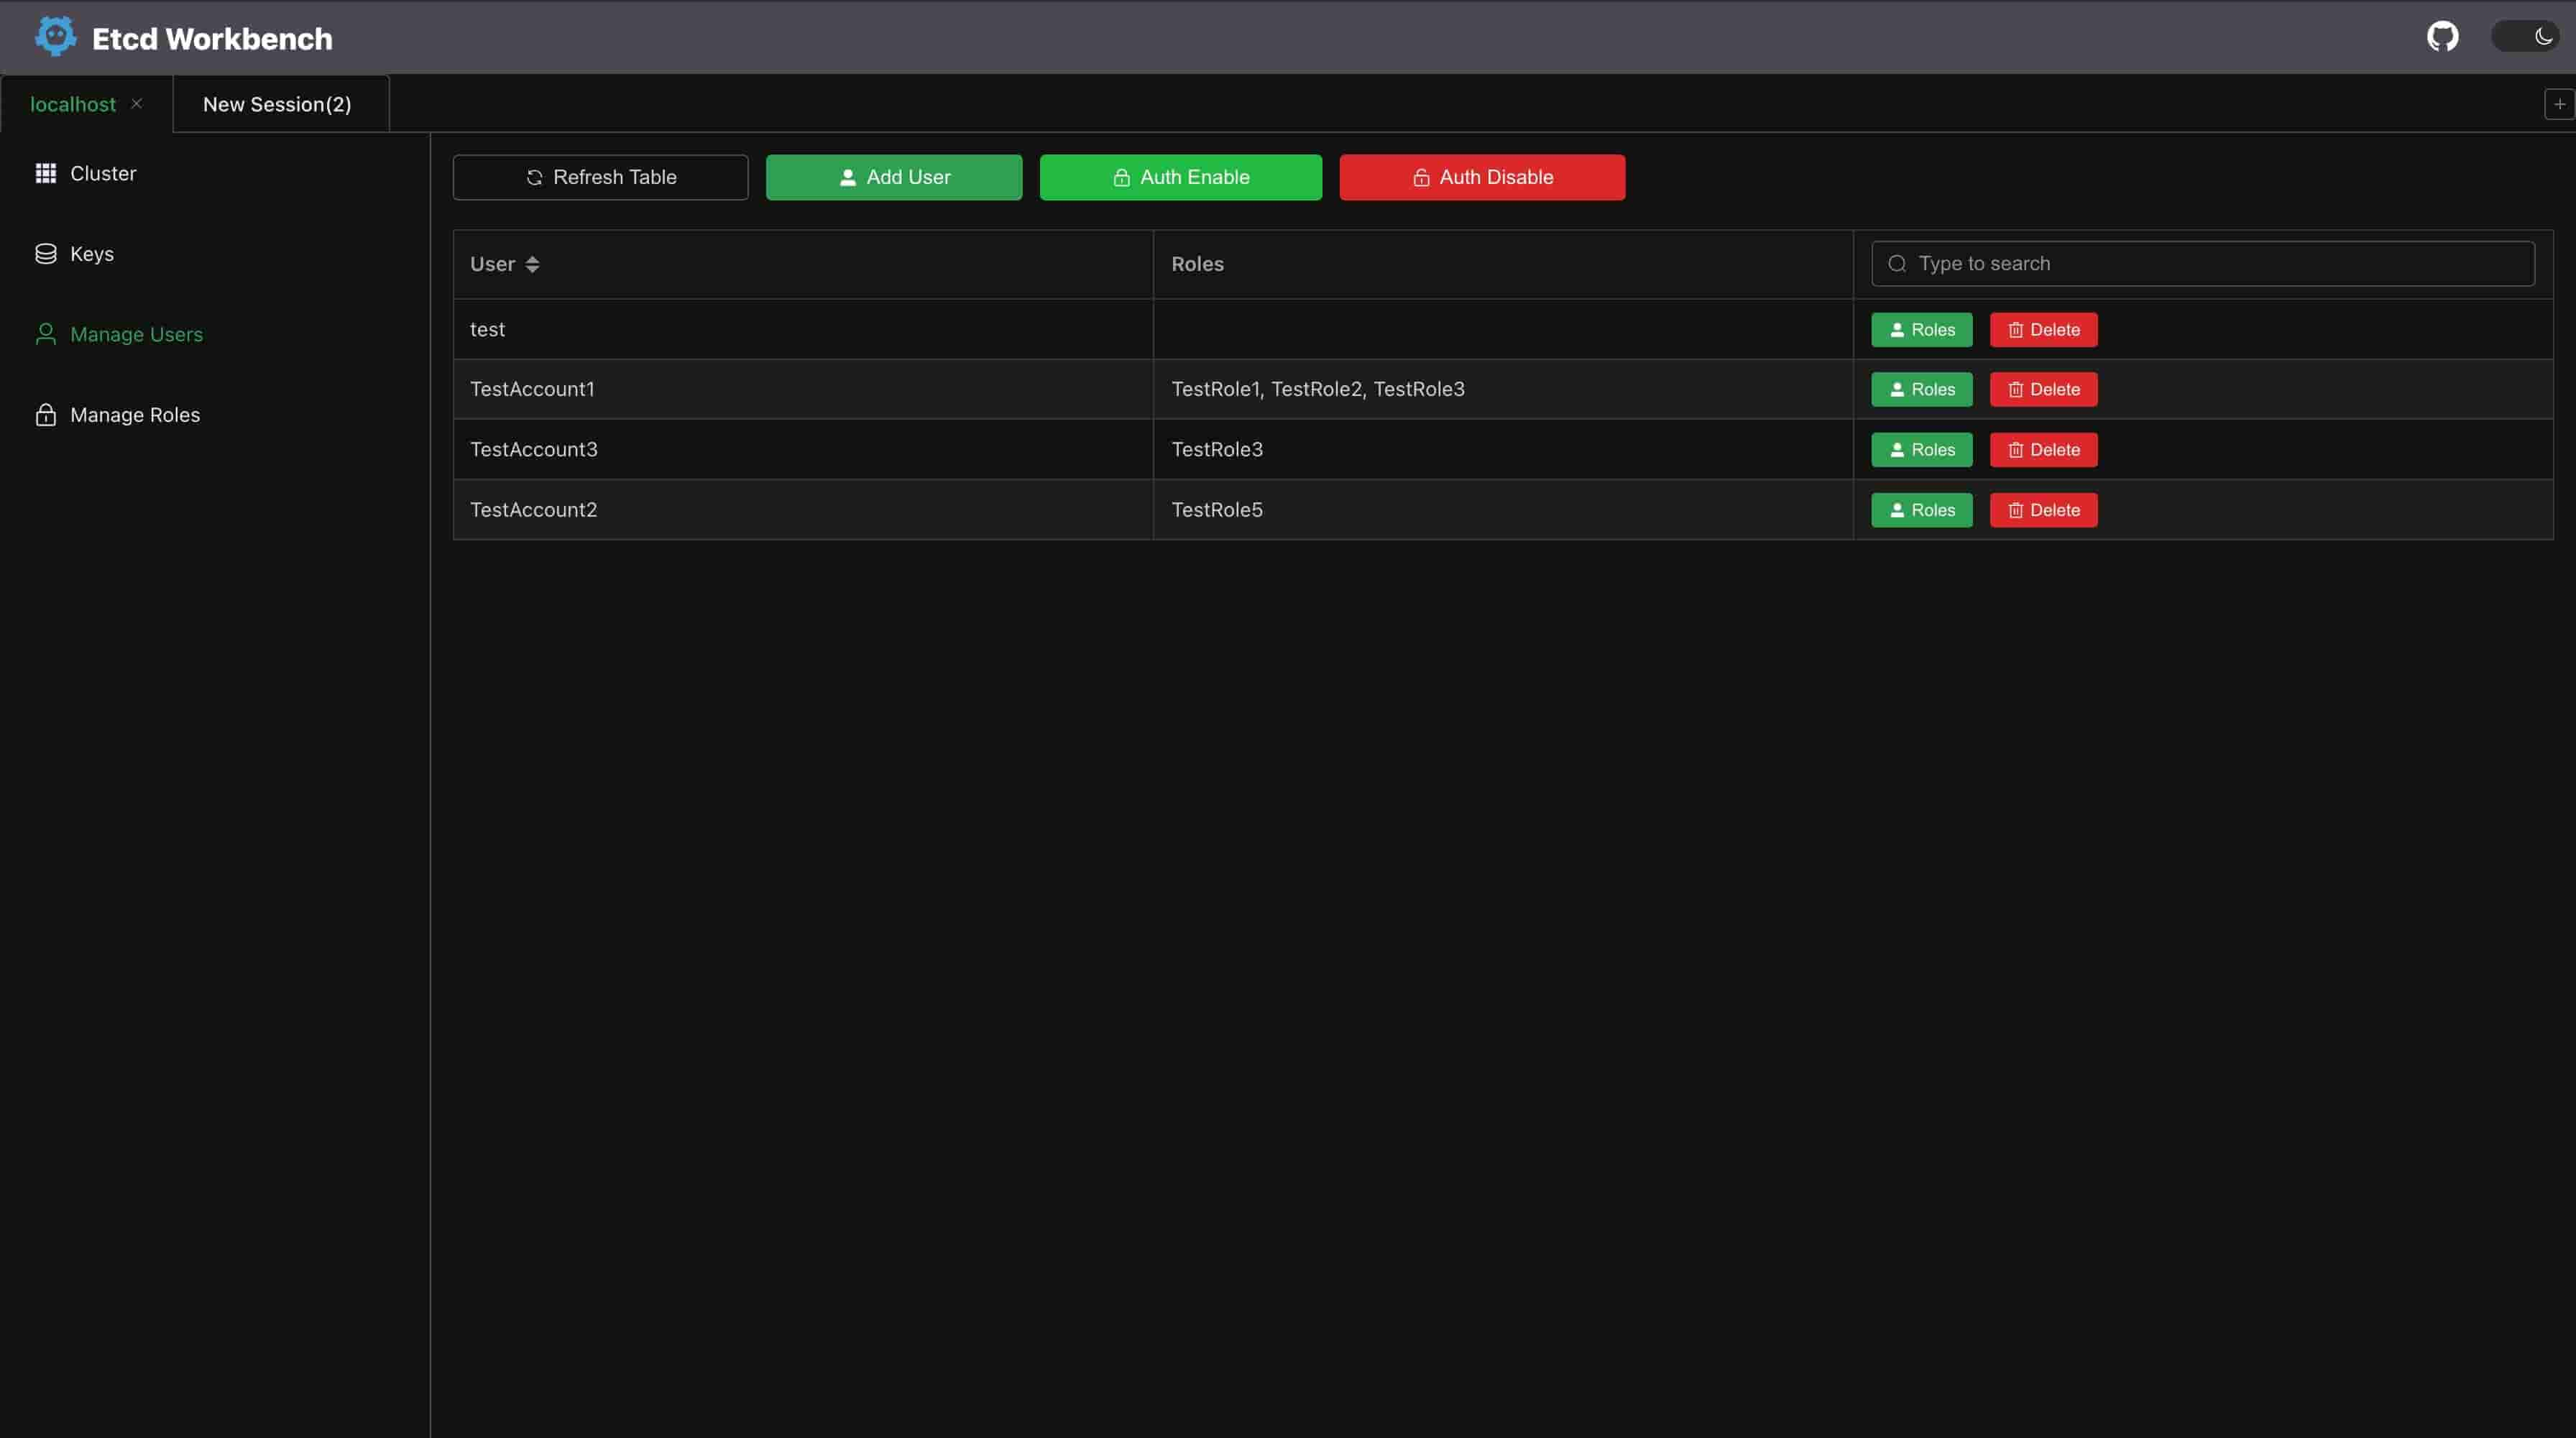 Etcd Workbench
localhost
New Session(2)
Cluster
Keys
Manage Users
Manage Roles
Refresh Table
Add User
Auth Enable
Auth Disable
User
Roles
Type to search
test
Roles
Delete
TestAccount1
TestRole1, TestRole2, TestRole3
Roles
Delete
TestAccount3
TestRole3
Roles
Delete
TestAccount2
TestRole5
Roles
Delete